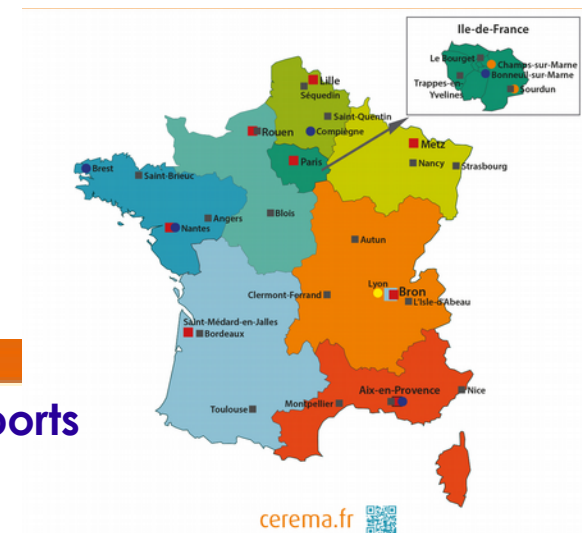 Ile-de-France
Le Bourget
Champs-sur-Marne
Bonneuil-sur-Marne
Trappes-en-
Yvelines
Sourdun
Lille
Séquedin
Saint-Quentin
Rouen
Compiègne
Metz
Paris
Nancy
Strasbourg
Brest
Saint-Brieuc
Angers
Blois
Nantes
Autun
Lyon
Bron
Clermont-Ferrand
L'Isle-d'Abeau
Saint-Médard-en-Jalles
Bordeaux
Aix-en-Provence
Nice
Montpellier
Toulouse
ports
cerema.fr